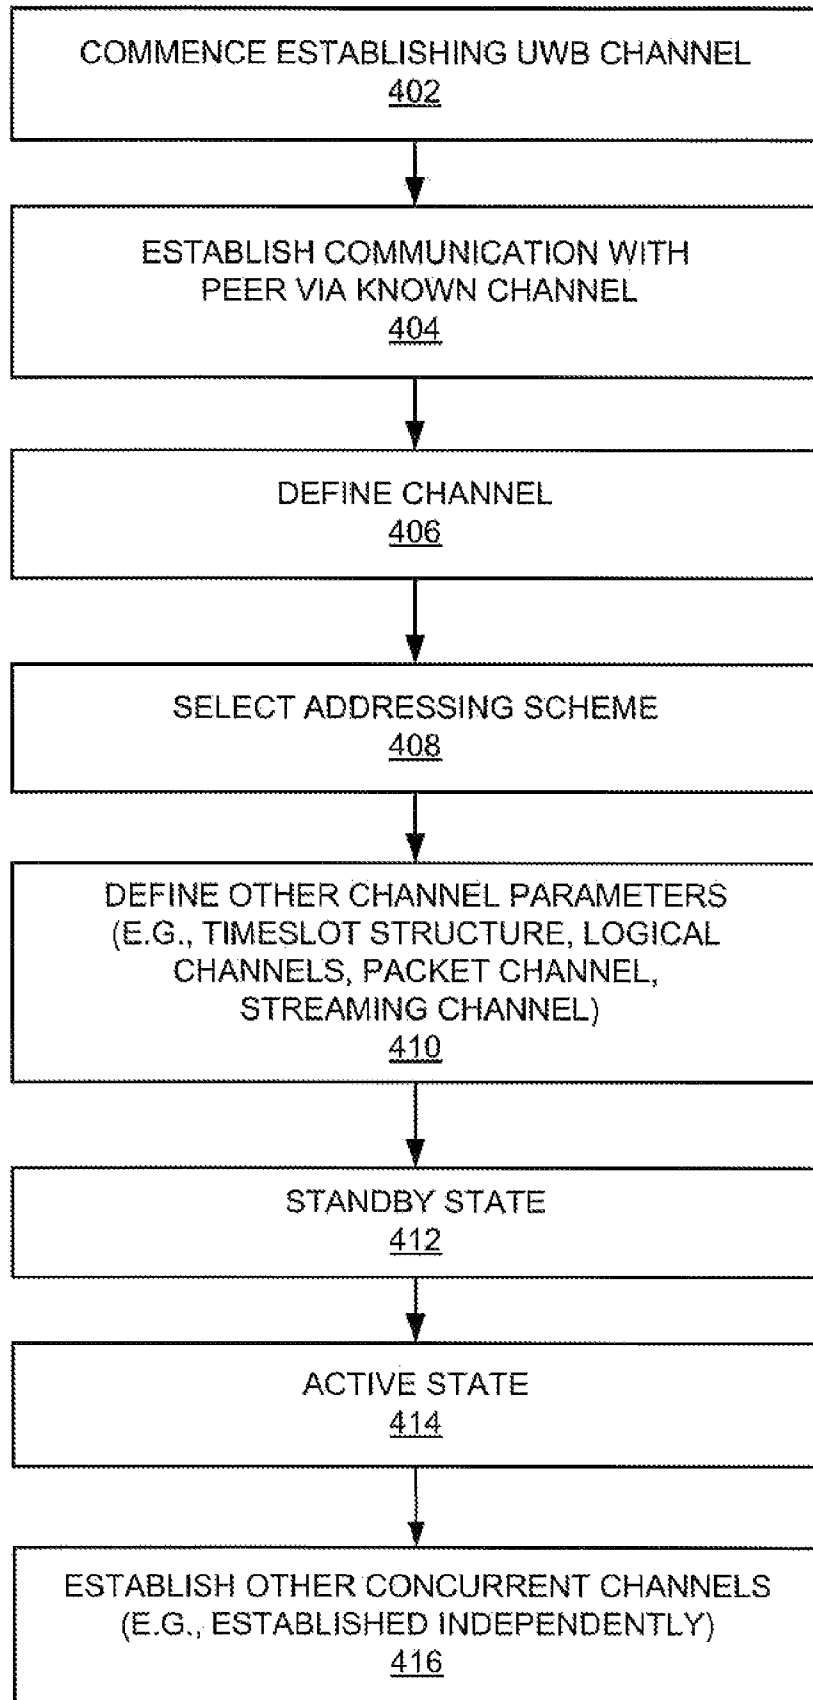 COMMENCE ESTABLISHING UWB CHANNEL
402
ESTABLISH COMMUNICATION WITH
PEER VIA KNOWN CHANNEL
404
DEFINE CHANNEL
406
SELECT ADDRESSING SCHEME
408
DEFINE OTHER CHANNEL PARAMETERS
(E.G., TIMESLOT STRUCTURE, LOGICAL
CHANNELS, PACKET CHANNEL,
STREAMING CHANNEL)
410
STANDBY STATE
412
ACTIVE STATE
414
ESTABLISH OTHER CONCURRENT CHANNELS
(E.G., ESTABLISHED INDEPENDENTLY)
416